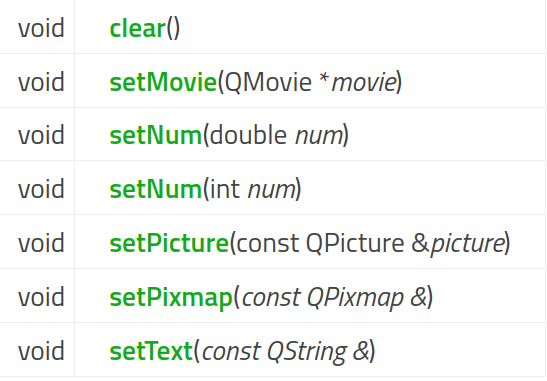 void clear()
void setMovie(QMovie *movie)
void setNum(double num)
void setNum(int num)
void setPicture(const QPicture &picture)
void setPixmap(const QPixmap &)
void setText(const QString &)